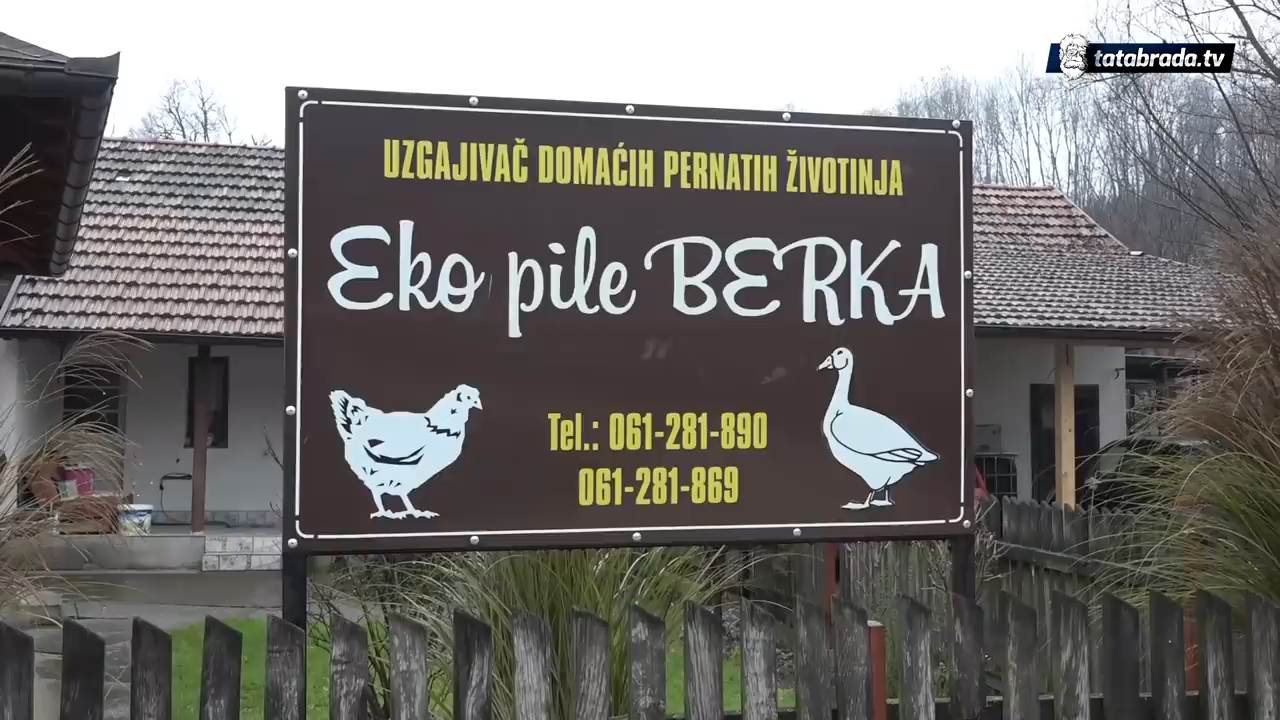 tatabrada.tv
UZGAJIVAČ DOMAĆIH PERNATIH ŽIVOTINJA
Eko pile BERKA
Tel.: 061-281-890
061-281-869